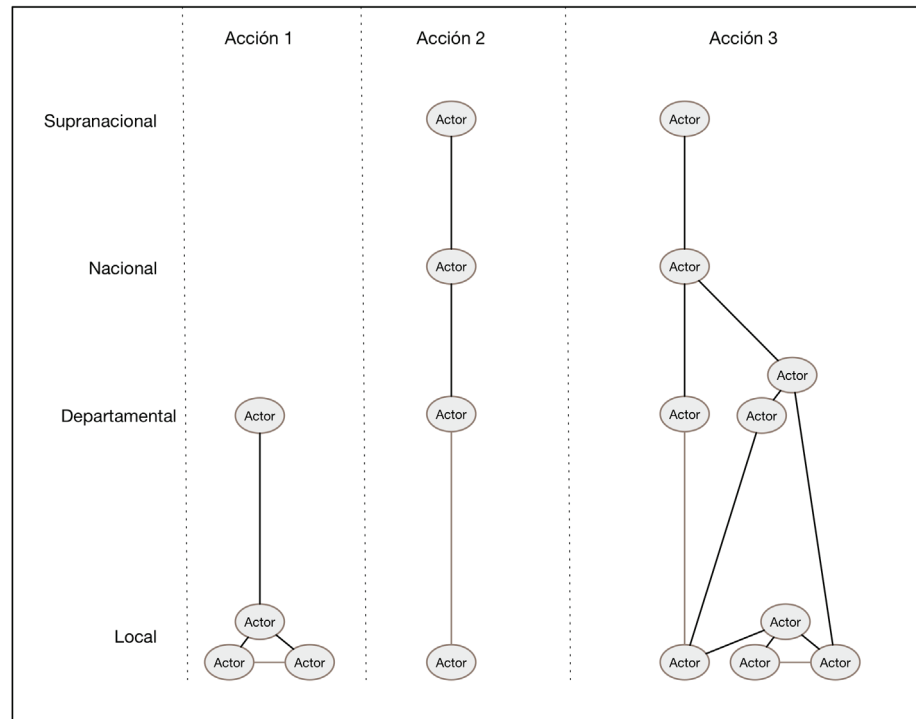 Acción 1 Acción 2 Acción 3
Supranacional Actor Actor
Nacional Actor Actor
Actor
Departamental Actor Actor Actor Actor
Local Actor Actor
Actor Actor Actor Actor Actor Actor